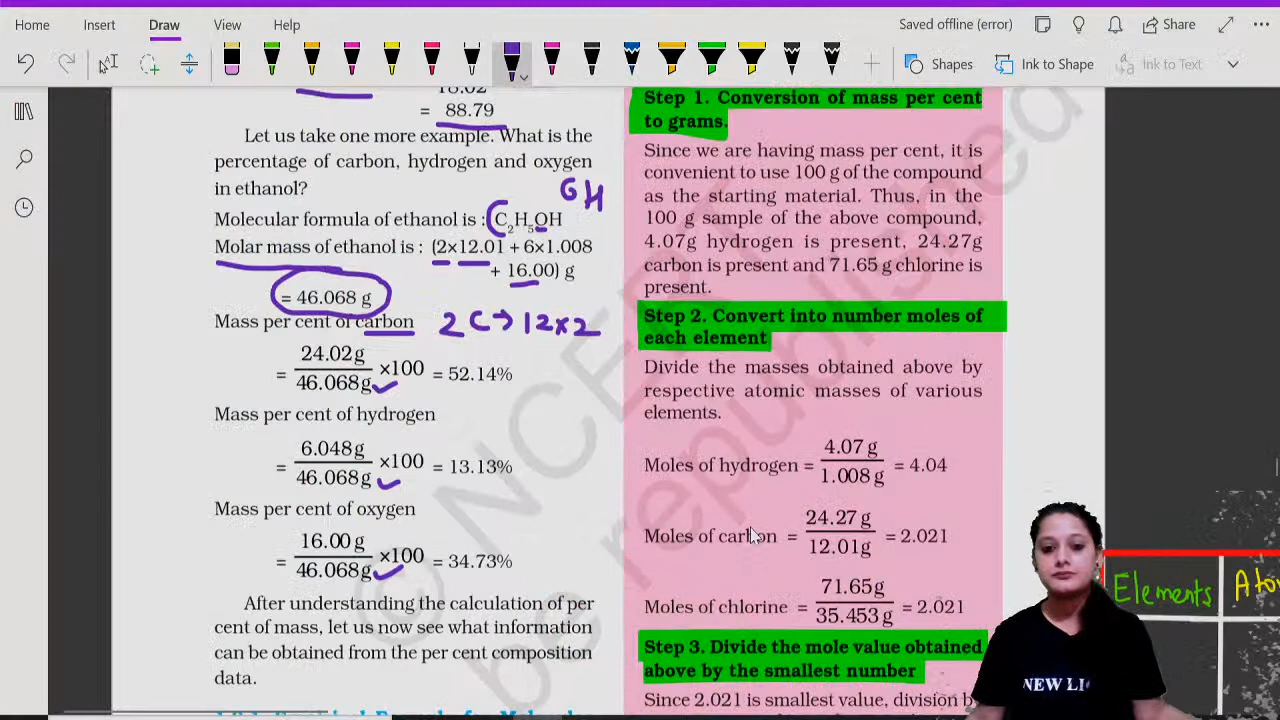 Home Insert Draw View Help Saved offline (error) Share
Shapes Ink to Shape Ink to Text
18.02
= 88.79
Let us take one more example. What is the
percentage of carbon, hydrogen and oxygen
in ethanol?
6H
Molecular formula of ethanol is : C2H5OH
Molar mass of ethanol is : (2×12.01 + 6×1.008
+ 16.00) g
= 46.068 g
Mass per cent of carbon 2C→12×2
= 24.02g / 46.068g ×100 = 52.14%
Mass per cent of hydrogen
= 6.048g / 46.068g ×100 = 13.13%
Mass per cent of oxygen
= 16.00g / 46.068g ×100 = 34.73%
After understanding the calculation of per
cent of mass, let us now see what information
can be obtained from the per cent composition
data.
Step 1. Conversion of mass per cent
to grams.
Since we are having mass per cent, it is
convenient to use 100 g of the compound
as the starting material. Thus, in the
100 g sample of the above compound,
4.07g hydrogen is present, 24.27g
carbon is present and 71.65 g chlorine is
present.
Step 2. Convert into number moles of
each element
Divide the masses obtained above by
respective atomic masses of various
elements.
Moles of hydrogen = 4.07 g / 1.008 g = 4.04
Moles of carbon = 24.27 g / 12.01g = 2.021
Moles of chlorine = 71.65g / 35.453 g = 2.021
Step 3. Divide the mole value obtained
above by the smallest number
Since 2.021 is smallest value, division b
© NCERT
be republished
Elements Ato
NEW LI